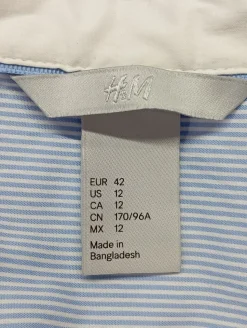 H&M
EUR 42
US 12
CA 12
CN 170/96A
MX 12
Made in
Bangladesh